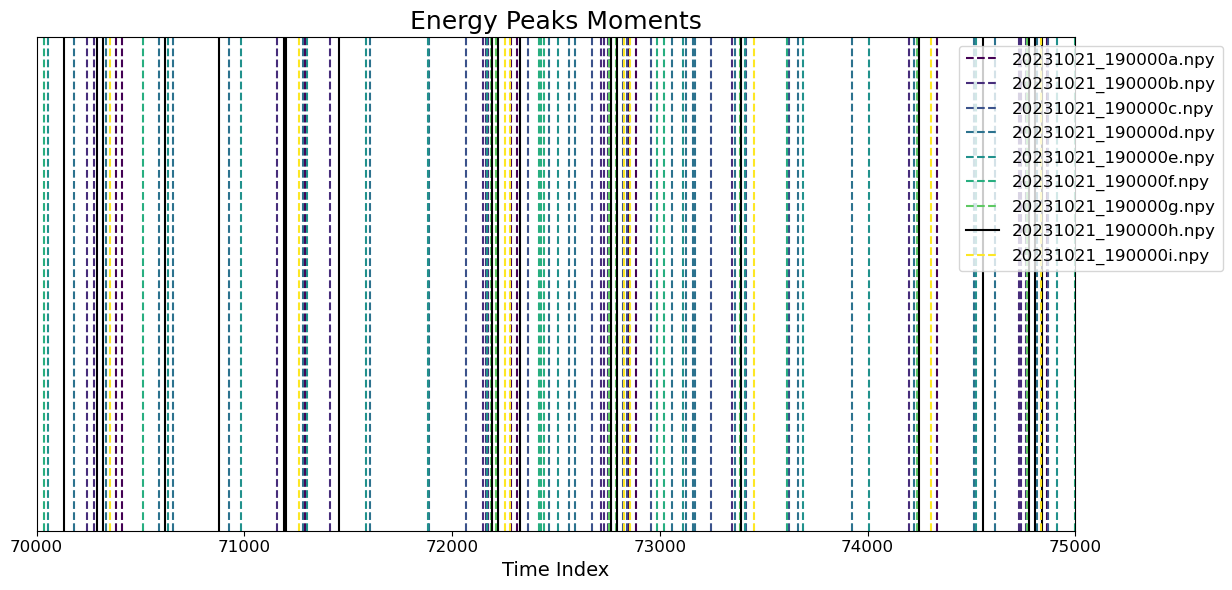 Energy Peaks Moments
20231021_190000a.npy
20231021_190000b.npy
20231021_190000c.npy
20231021_190000d.npy
20231021_190000e.npy
20231021_190000f.npy
20231021_190000g.npy
20231021_190000h.npy
20231021_190000i.npy
70000 71000 72000 73000 74000 75000
Time Index